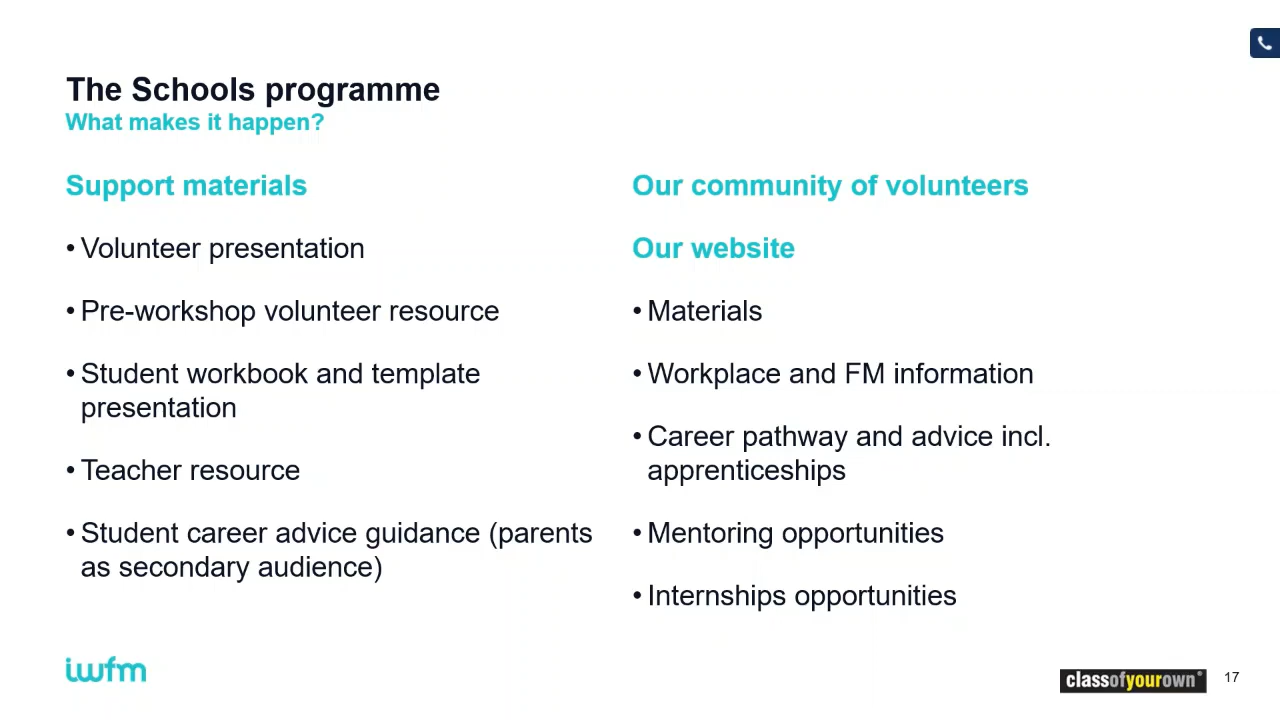 The Schools programme
What makes it happen?
Support materials
• Volunteer presentation
• Pre-workshop volunteer resource
• Student workbook and template
presentation
• Teacher resource
• Student career advice guidance (parents
as secondary audience)
Our community of volunteers
Our website
• Materials
• Workplace and FM information
• Career pathway and advice incl.
apprenticeships
• Mentoring opportunities
• Internships opportunities
iwfm
classofyourown®
17